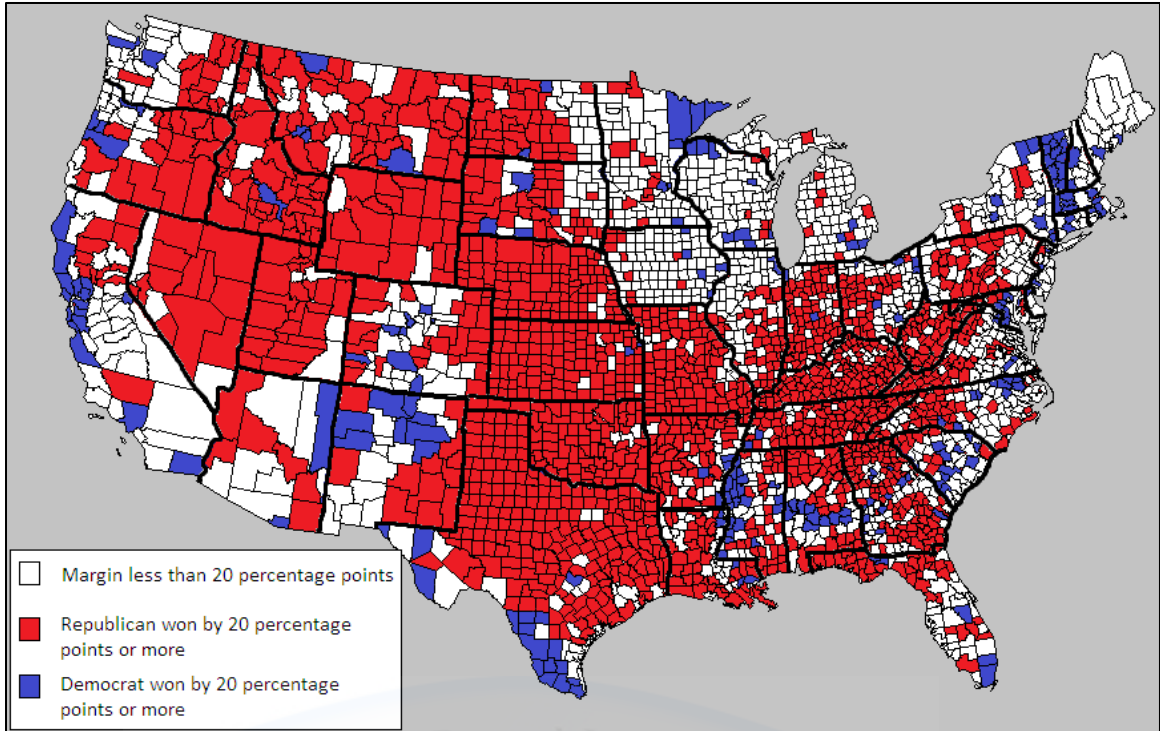 Margin less than 20 percentage points
Republican won by 20 percentage
points or more
Democrat won by 20 percentage
points or more